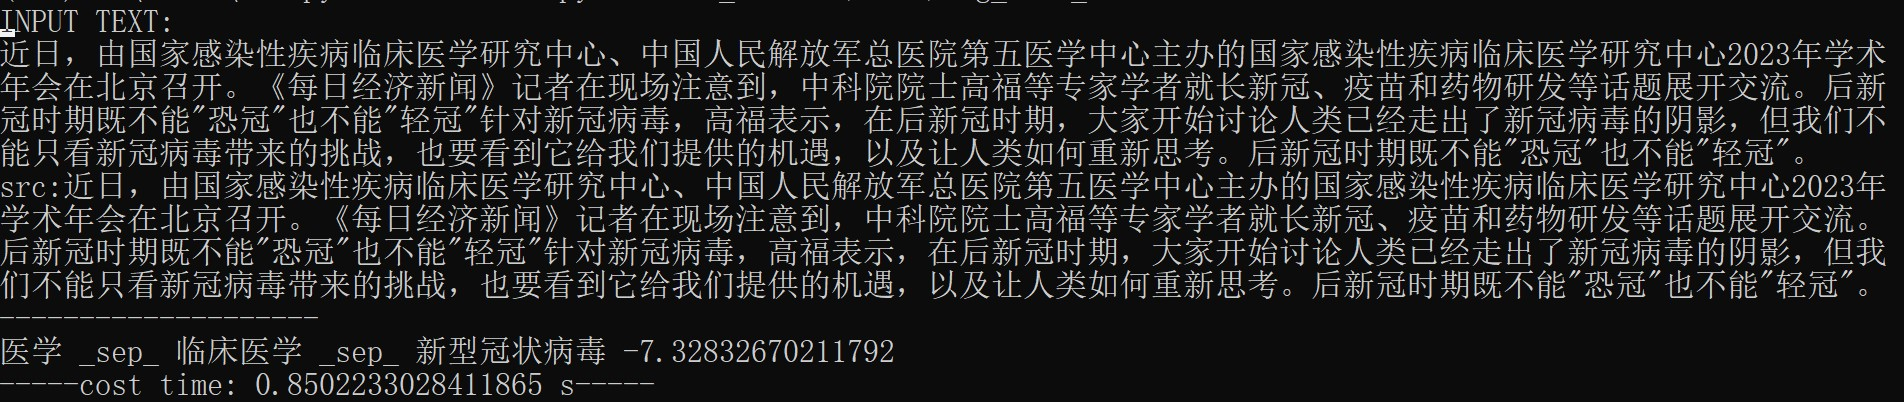 INPUT TEXT:
近日，由国家感染性疾病临床医学研究中心、中国人民解放军总医院第五医学中心主办的国家感染性疾病临床医学研究中心2023年学术
年会在北京召开。《每日经济新闻》记者在现场注意到，中科院院士高福等专家学者就长新冠、疫苗和药物研发等话题展开交流。后新
冠时期既不能"恐冠"也不能"轻冠"针对新冠病毒，高福表示，在后新冠时期，大家开始讨论人类已经走出了新冠病毒的阴影，但我们不
能只看新冠病毒带来的挑战，也要看到它给我们提供的机遇，以及让人类如何重新思考。后新冠时期既不能"恐冠"也不能"轻冠"。
src:近日，由国家感染性疾病临床医学研究中心、中国人民解放军总医院第五医学中心主办的国家感染性疾病临床医学研究中心2023年
学术年会在北京召开。《每日经济新闻》记者在现场注意到，中科院院士高福等专家学者就长新冠、疫苗和药物研发等话题展开交流。
后新冠时期既不能"恐冠"也不能"轻冠"针对新冠病毒，高福表示，在后新冠时期，大家开始讨论人类已经走出了新冠病毒的阴影，但我
们不能只看新冠病毒带来的挑战，也要看到它给我们提供的机遇，以及让人类如何重新思考。后新冠时期既不能"恐冠"也不能"轻冠"。
--------------------
医学 _sep_ 临床医学 _sep_ 新型冠状病毒 -7.32832670211792
-----cost time: 0.8502233028411865 s-----